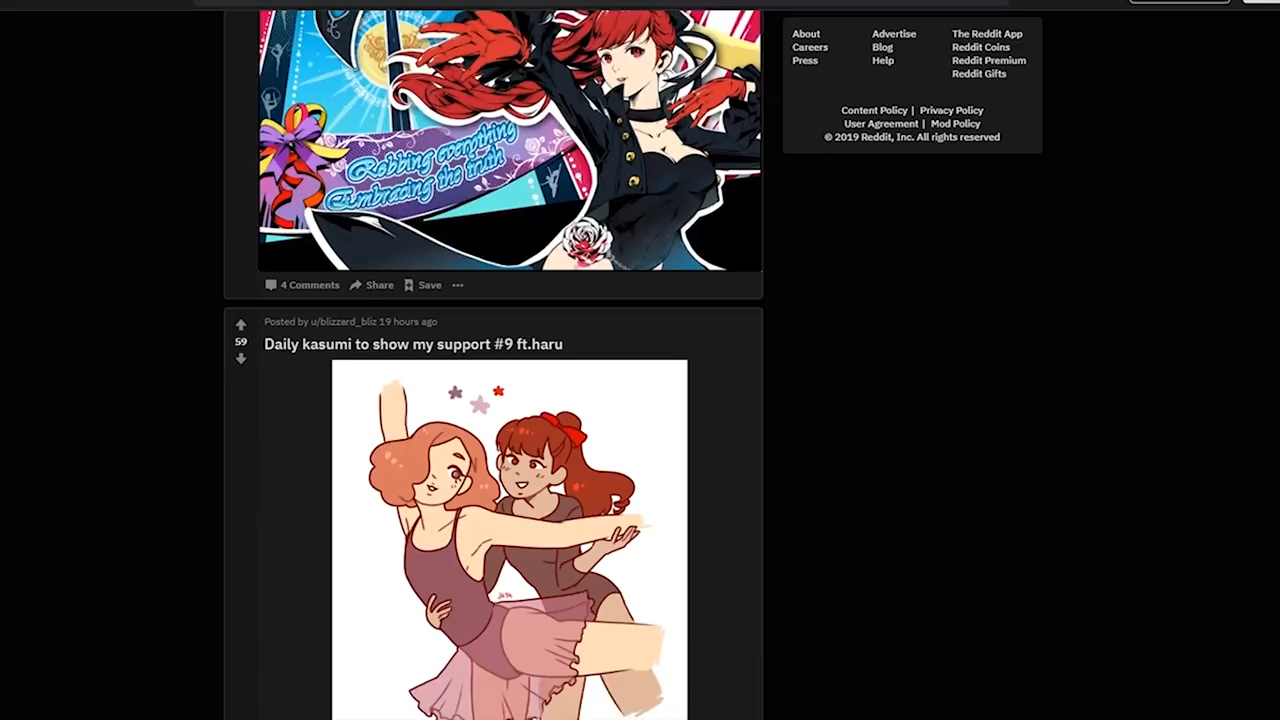 Robbing everything
Embracing the truth
4 Comments
Share
Save
Posted by u/blizzard_bliz 19 hours ago
59
Daily kasumi to show my support #9 ft.haru
About
Advertise
The Reddit App
Careers
Blog
Reddit Coins
Press
Help
Reddit Premium
Reddit Gifts
Content Policy | Privacy Policy
User Agreement | Mod Policy
© 2019 Reddit, Inc. All rights reserved